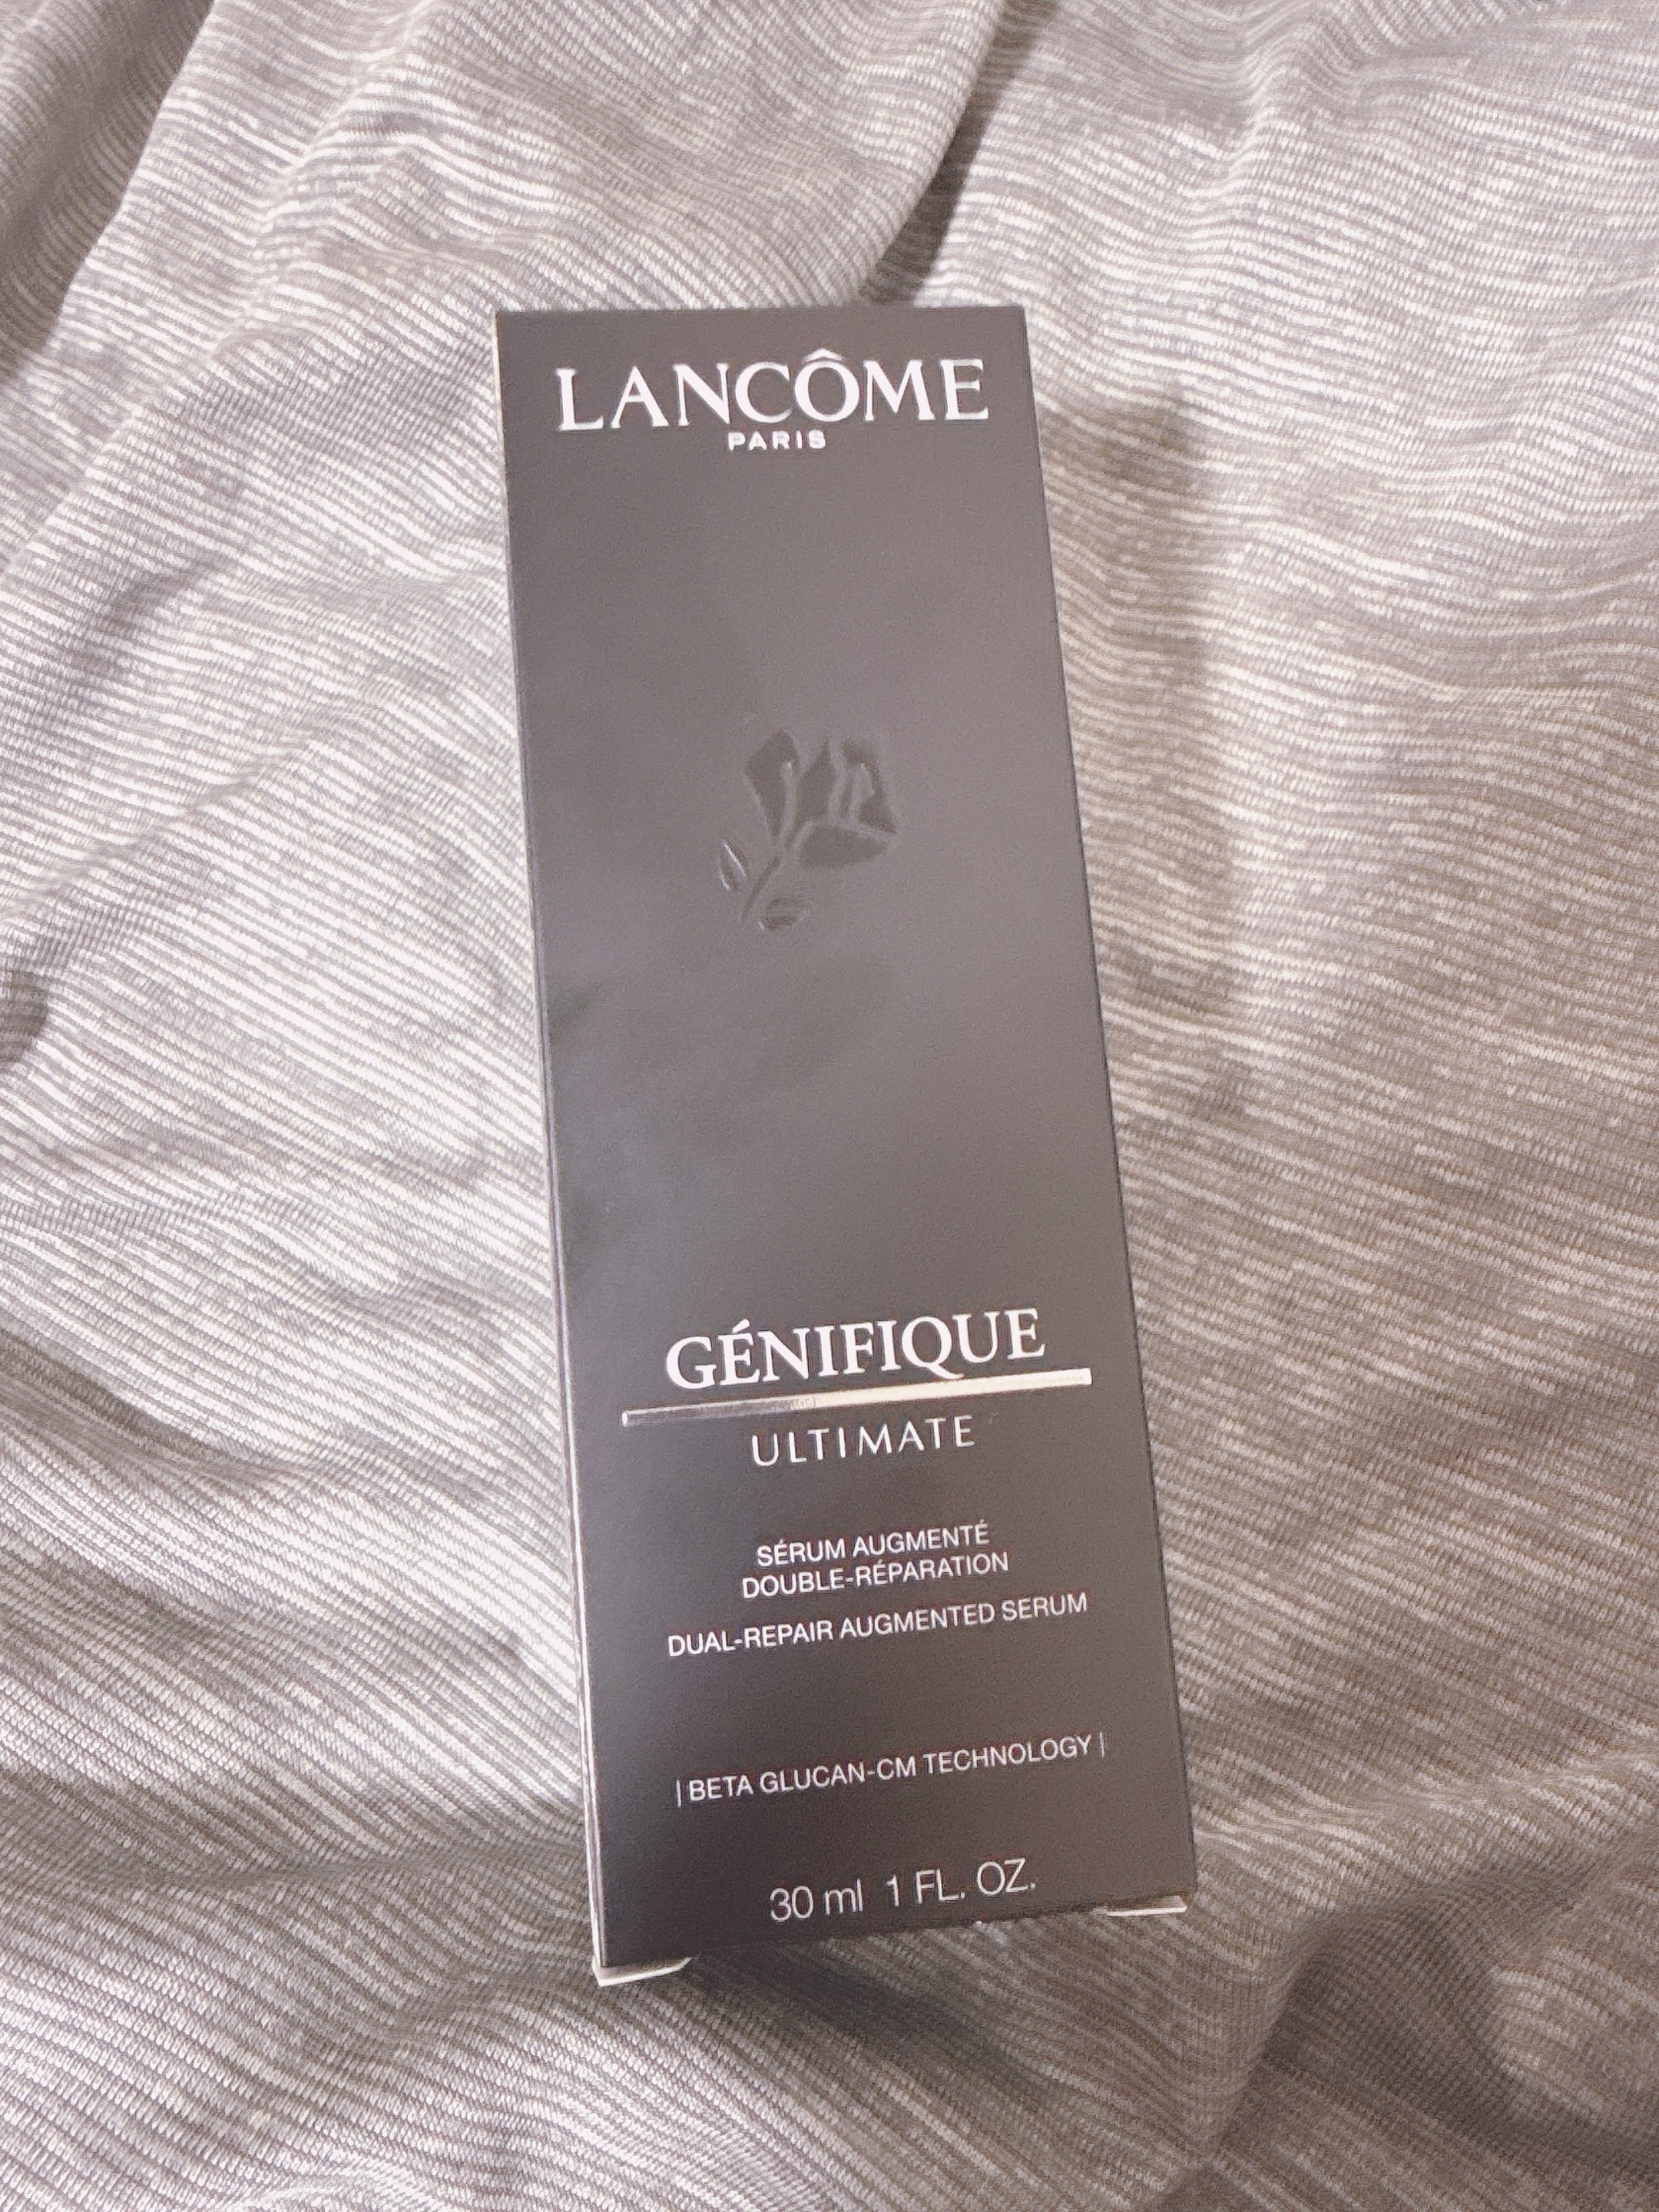 LANCÔME
PARIS
GÉNIFIQUE
ULTIMATE
SÉRUM AUGMENTÉ
DOUBLE-RÉPARATION
DUAL-REPAIR AUGMENTED SERUM
| BETA GLUCAN-CM TECHNOLOGY |
30 ml 1 FL. OZ.